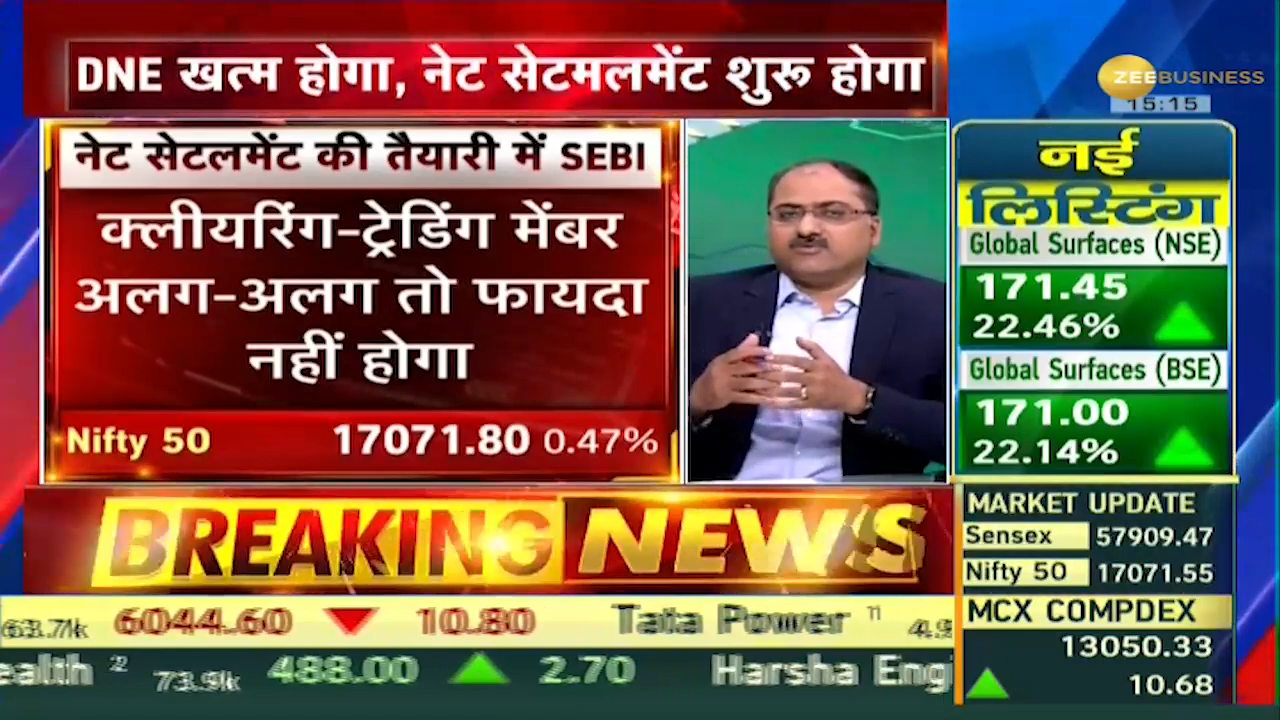 DNE खत्म होगा, नेट सेटमलमेंट शुरू होगा
ZEEBUSINESS
15:15
नेट सेटलमेंट की तैयारी में SEBI
क्लीयरिंग-ट्रेडिंग मेंबर
अलग-अलग तो फायदा
नहीं होगा
Nifty 50 17071.80 0.47%
नई
लिस्टिंग
Global Surfaces (NSE)
171.45
22.46%
Global Surfaces (BSE)
171.00
22.14%
BREAKING NEWS
MARKET UPDATE
Sensex 57909.47
Nifty 50 17071.55
MCX COMPDEX
13050.33
10.68
6044.60 10.80 Tata Power
ealth 488.00 2.70 Harsha Engi